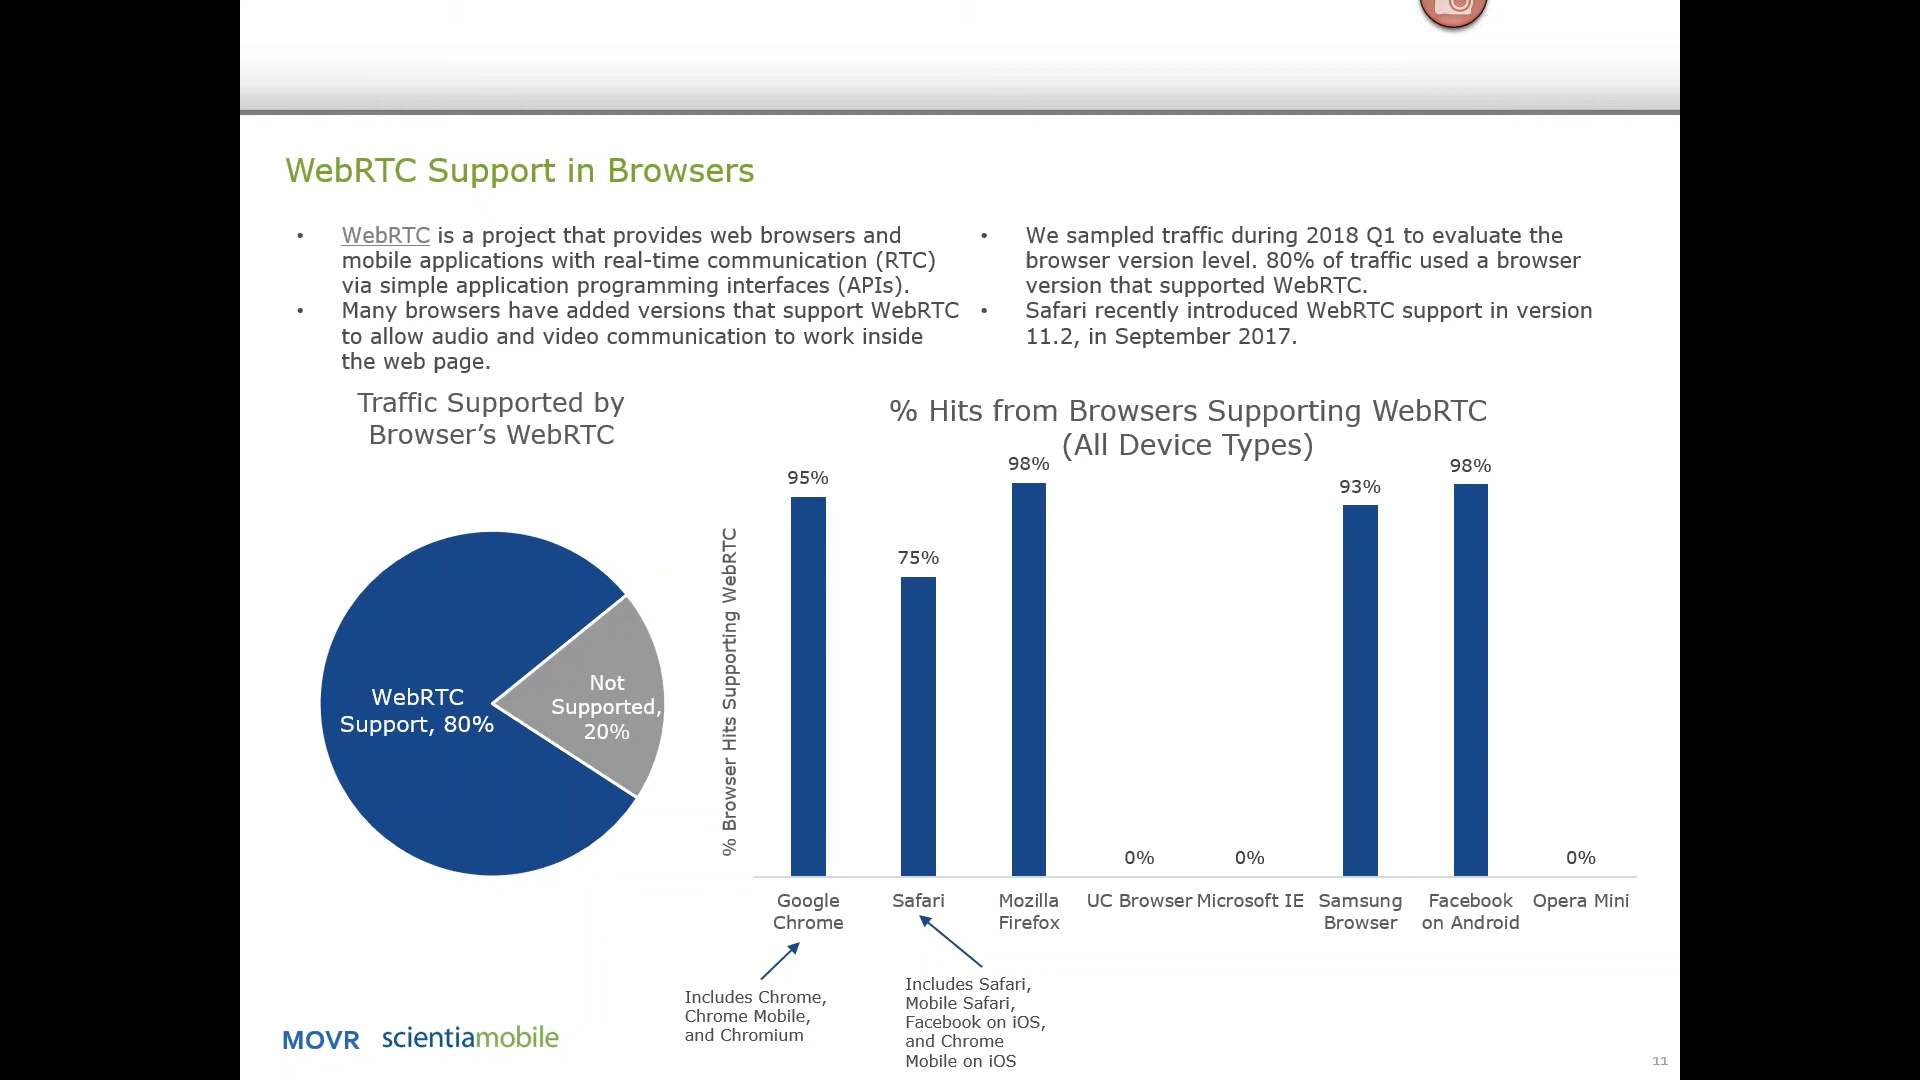 WebRTC Support in Browsers
• WebRTC is a project that provides web browsers and
mobile applications with real-time communication (RTC)
via simple application programming interfaces (APIs).
• Many browsers have added versions that support WebRTC
to allow audio and video communication to work inside
the web page.
• We sampled traffic during 2018 Q1 to evaluate the
browser version level. 80% of traffic used a browser
version that supported WebRTC.
• Safari recently introduced WebRTC support in version
11.2, in September 2017.
Traffic Supported by
Browser’s WebRTC
WebRTC
Support, 80%
Not
Supported,
20%
% Hits from Browsers Supporting WebRTC
(All Device Types)
% Browser Hits Supporting WebRTC
95%
75%
98%
0%
0%
93%
98%
0%
Google
Chrome
Safari
Mozilla
Firefox
UC Browser
Microsoft IE
Samsung
Browser
Facebook
on Android
Opera Mini
Includes Chrome,
Chrome Mobile,
and Chromium
Includes Safari,
Mobile Safari,
Facebook on iOS,
and Chrome
Mobile on iOS
MOVR scientiamobile
11